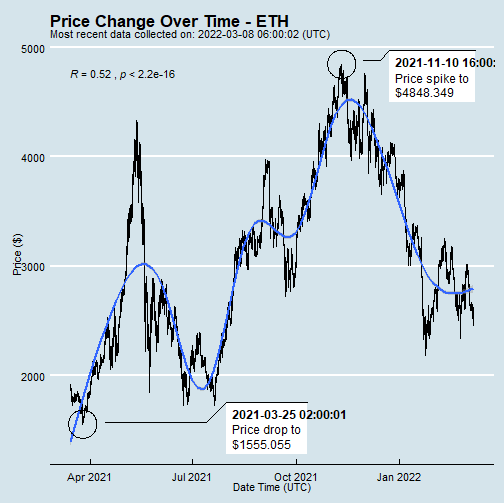 Price Change Over Time - ETH
Most recent data collected on: 2022-03-08 06:00:02 (UTC)
5000
R = 0.52 , p < 2.2e-16
2021-11-10 16:00:
Price spike to
$4848.349
4000
Price ($)
3000
2000
2021-03-25 02:00:01
Price drop to
$1555.055
Apr 2021
Jul 2021
Oct 2021
Jan 2022
Date Time (UTC)